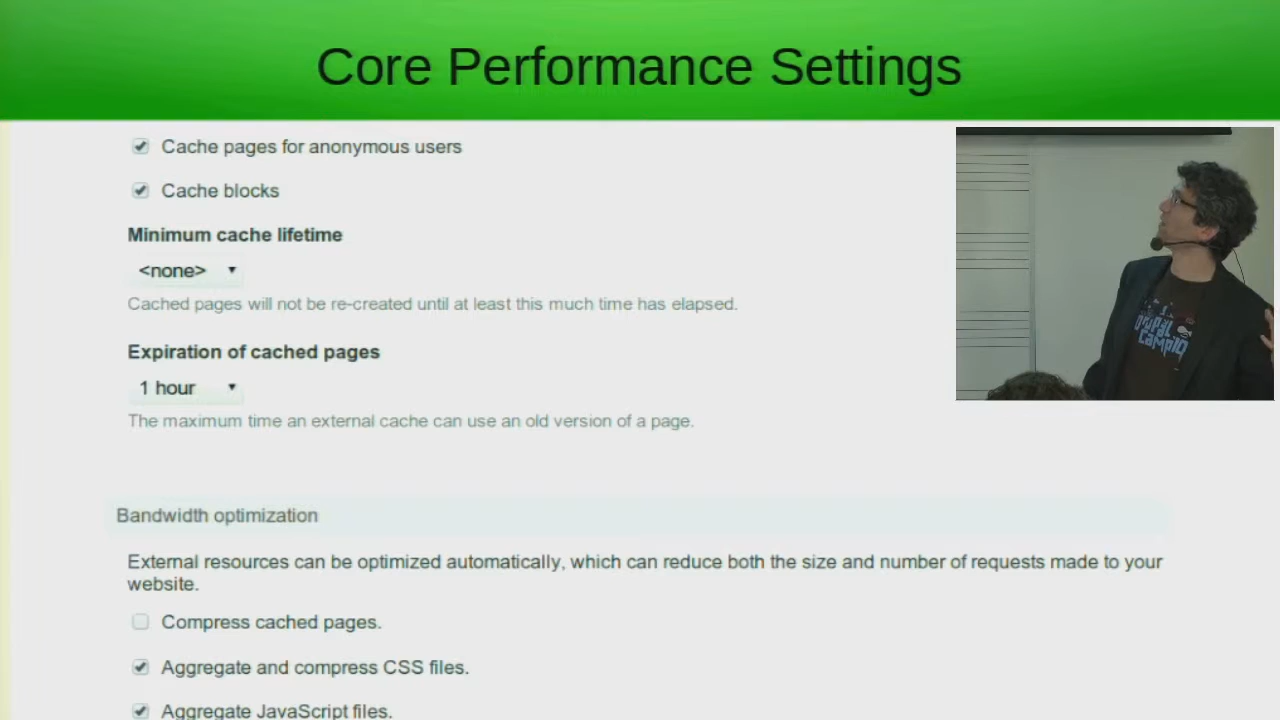 Core Performance Settings
Cache pages for anonymous users
Cache blocks
Minimum cache lifetime
<none>
Cached pages will not be re-created until at least this much time has elapsed.
Expiration of cached pages
1 hour
The maximum time an external cache can use an old version of a page.
Bandwidth optimization
External resources can be optimized automatically, which can reduce both the size and number of requests made to your
website.
Compress cached pages.
Aggregate and compress CSS files.
Aggregate JavaScript files.